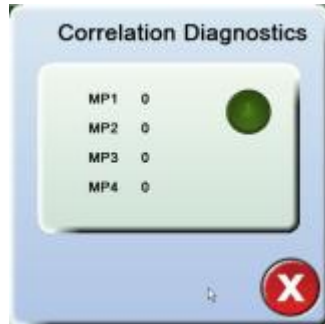 Correlation Diagnostics
MP1 0
MP2 0
MP3 0
MP4 0
X